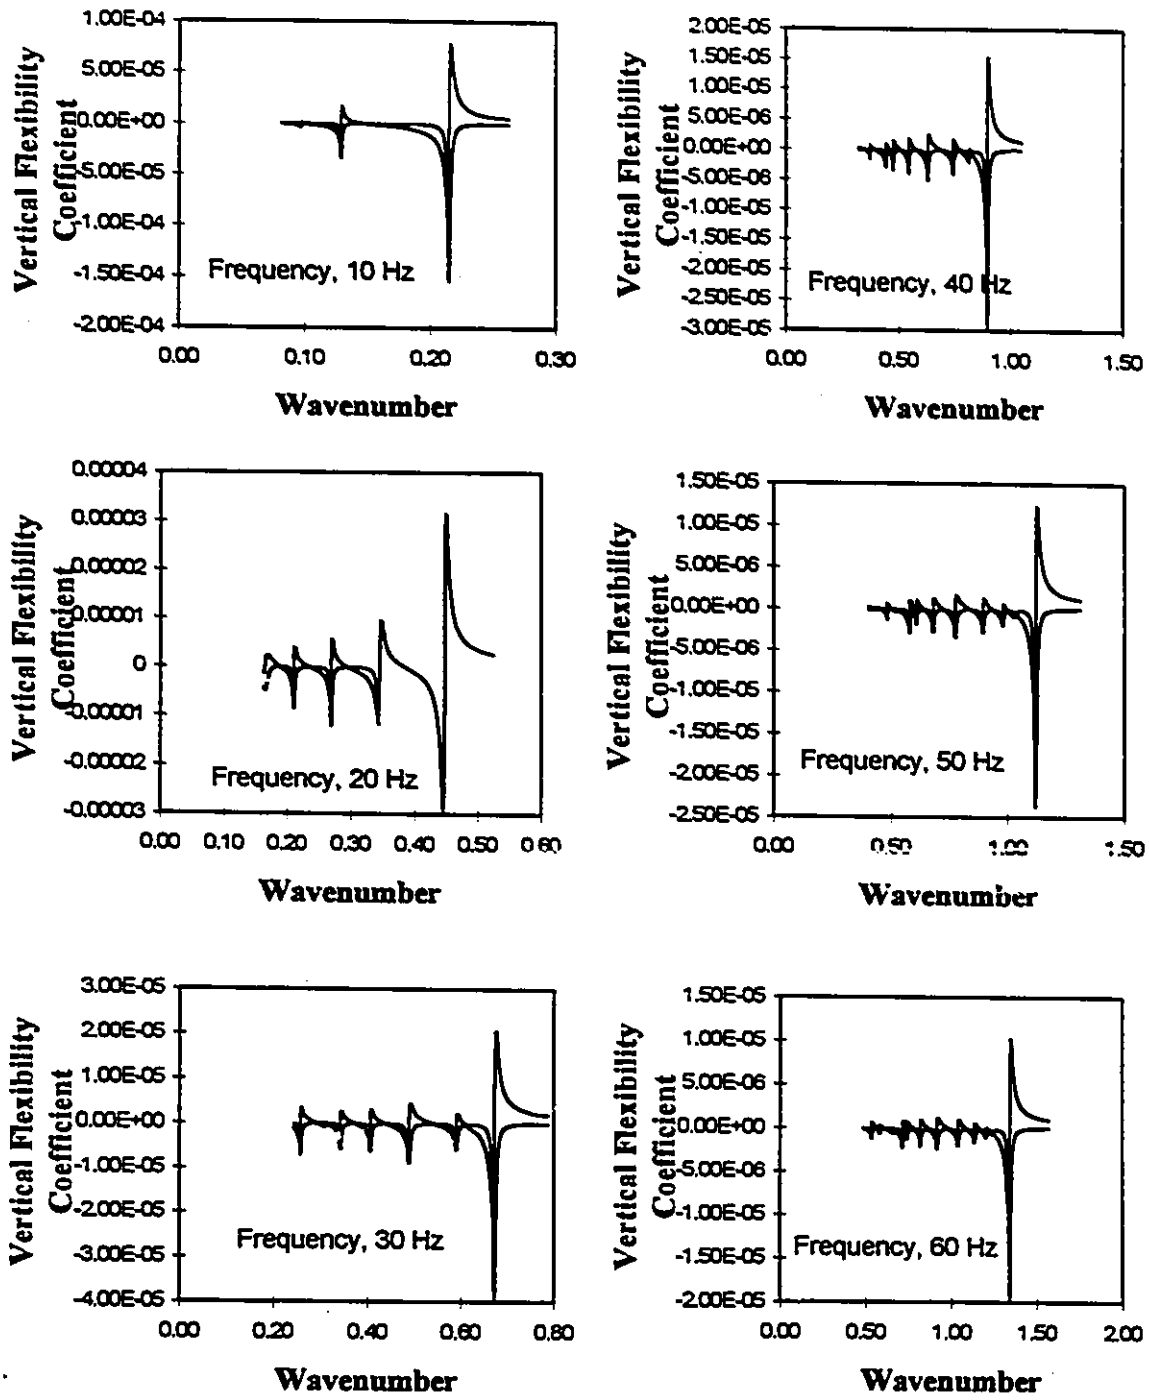 Vertical Flexibility
Coefficient
1.00E-04
5.00E-05
0.00E+00
-5.00E-05
-1.00E-04
-1.50E-04
-2.00E-04
Frequency, 10 Hz
0.00 0.10 0.20 0.30
Wavenumber
Vertical Flexibility
Coefficient
2.00E-05
1.50E-05
1.00E-05
5.00E-06
0.00E+00
-5.00E-06
-1.00E-05
-1.50E-05
-2.00E-05
-2.50E-05
-3.00E-05
Frequency, 40 Hz
0.00 0.50 1.00 1.50
Wavenumber
Vertical Flexibility
Coefficient
0.00004
0.00003
0.00002
0.00001
0
-0.00001
-0.00002
-0.00003
Frequency, 20 Hz
0.00 0.10 0.20 0.30 0.40 0.50 0.60
Wavenumber
Vertical Flexibility
Coefficient
1.50E-05
1.00E-05
5.00E-06
0.00E+00
-5.00E-06
-1.00E-05
-1.50E-05
-2.00E-05
-2.50E-05
Frequency, 50 Hz
0.00 0.50 1.00 1.50
Wavenumber
Vertical Flexibility
Coefficient
3.00E-05
2.00E-05
1.00E-05
0.00E+00
-1.00E-05
-2.00E-05
-3.00E-05
-4.00E-05
Frequency, 30 Hz
0.00 0.20 0.40 0.60 0.80
Wavenumber
Vertical Flexibility
Coefficient
1.50E-05
1.00E-05
5.00E-06
0.00E+00
-5.00E-06
-1.00E-05
-1.50E-05
-2.00E-05
Frequency, 60 Hz
0.00 0.50 1.00 1.50 2.00
Wavenumber